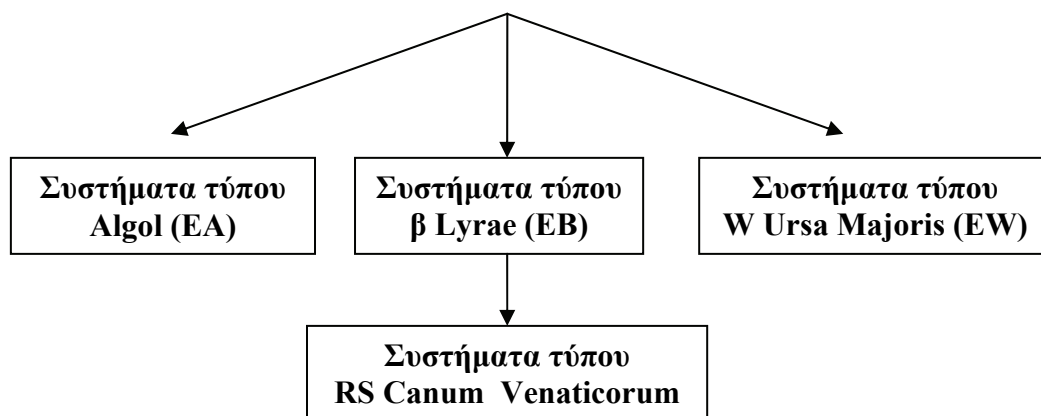 Συστήματα τύπου
Algol (EA)
Συστήματα τύπου
β Lyrae (EB)
Συστήματα τύπου
W Ursa Majoris (EW)
Συστήματα τύπου
RS Canum Venaticorum